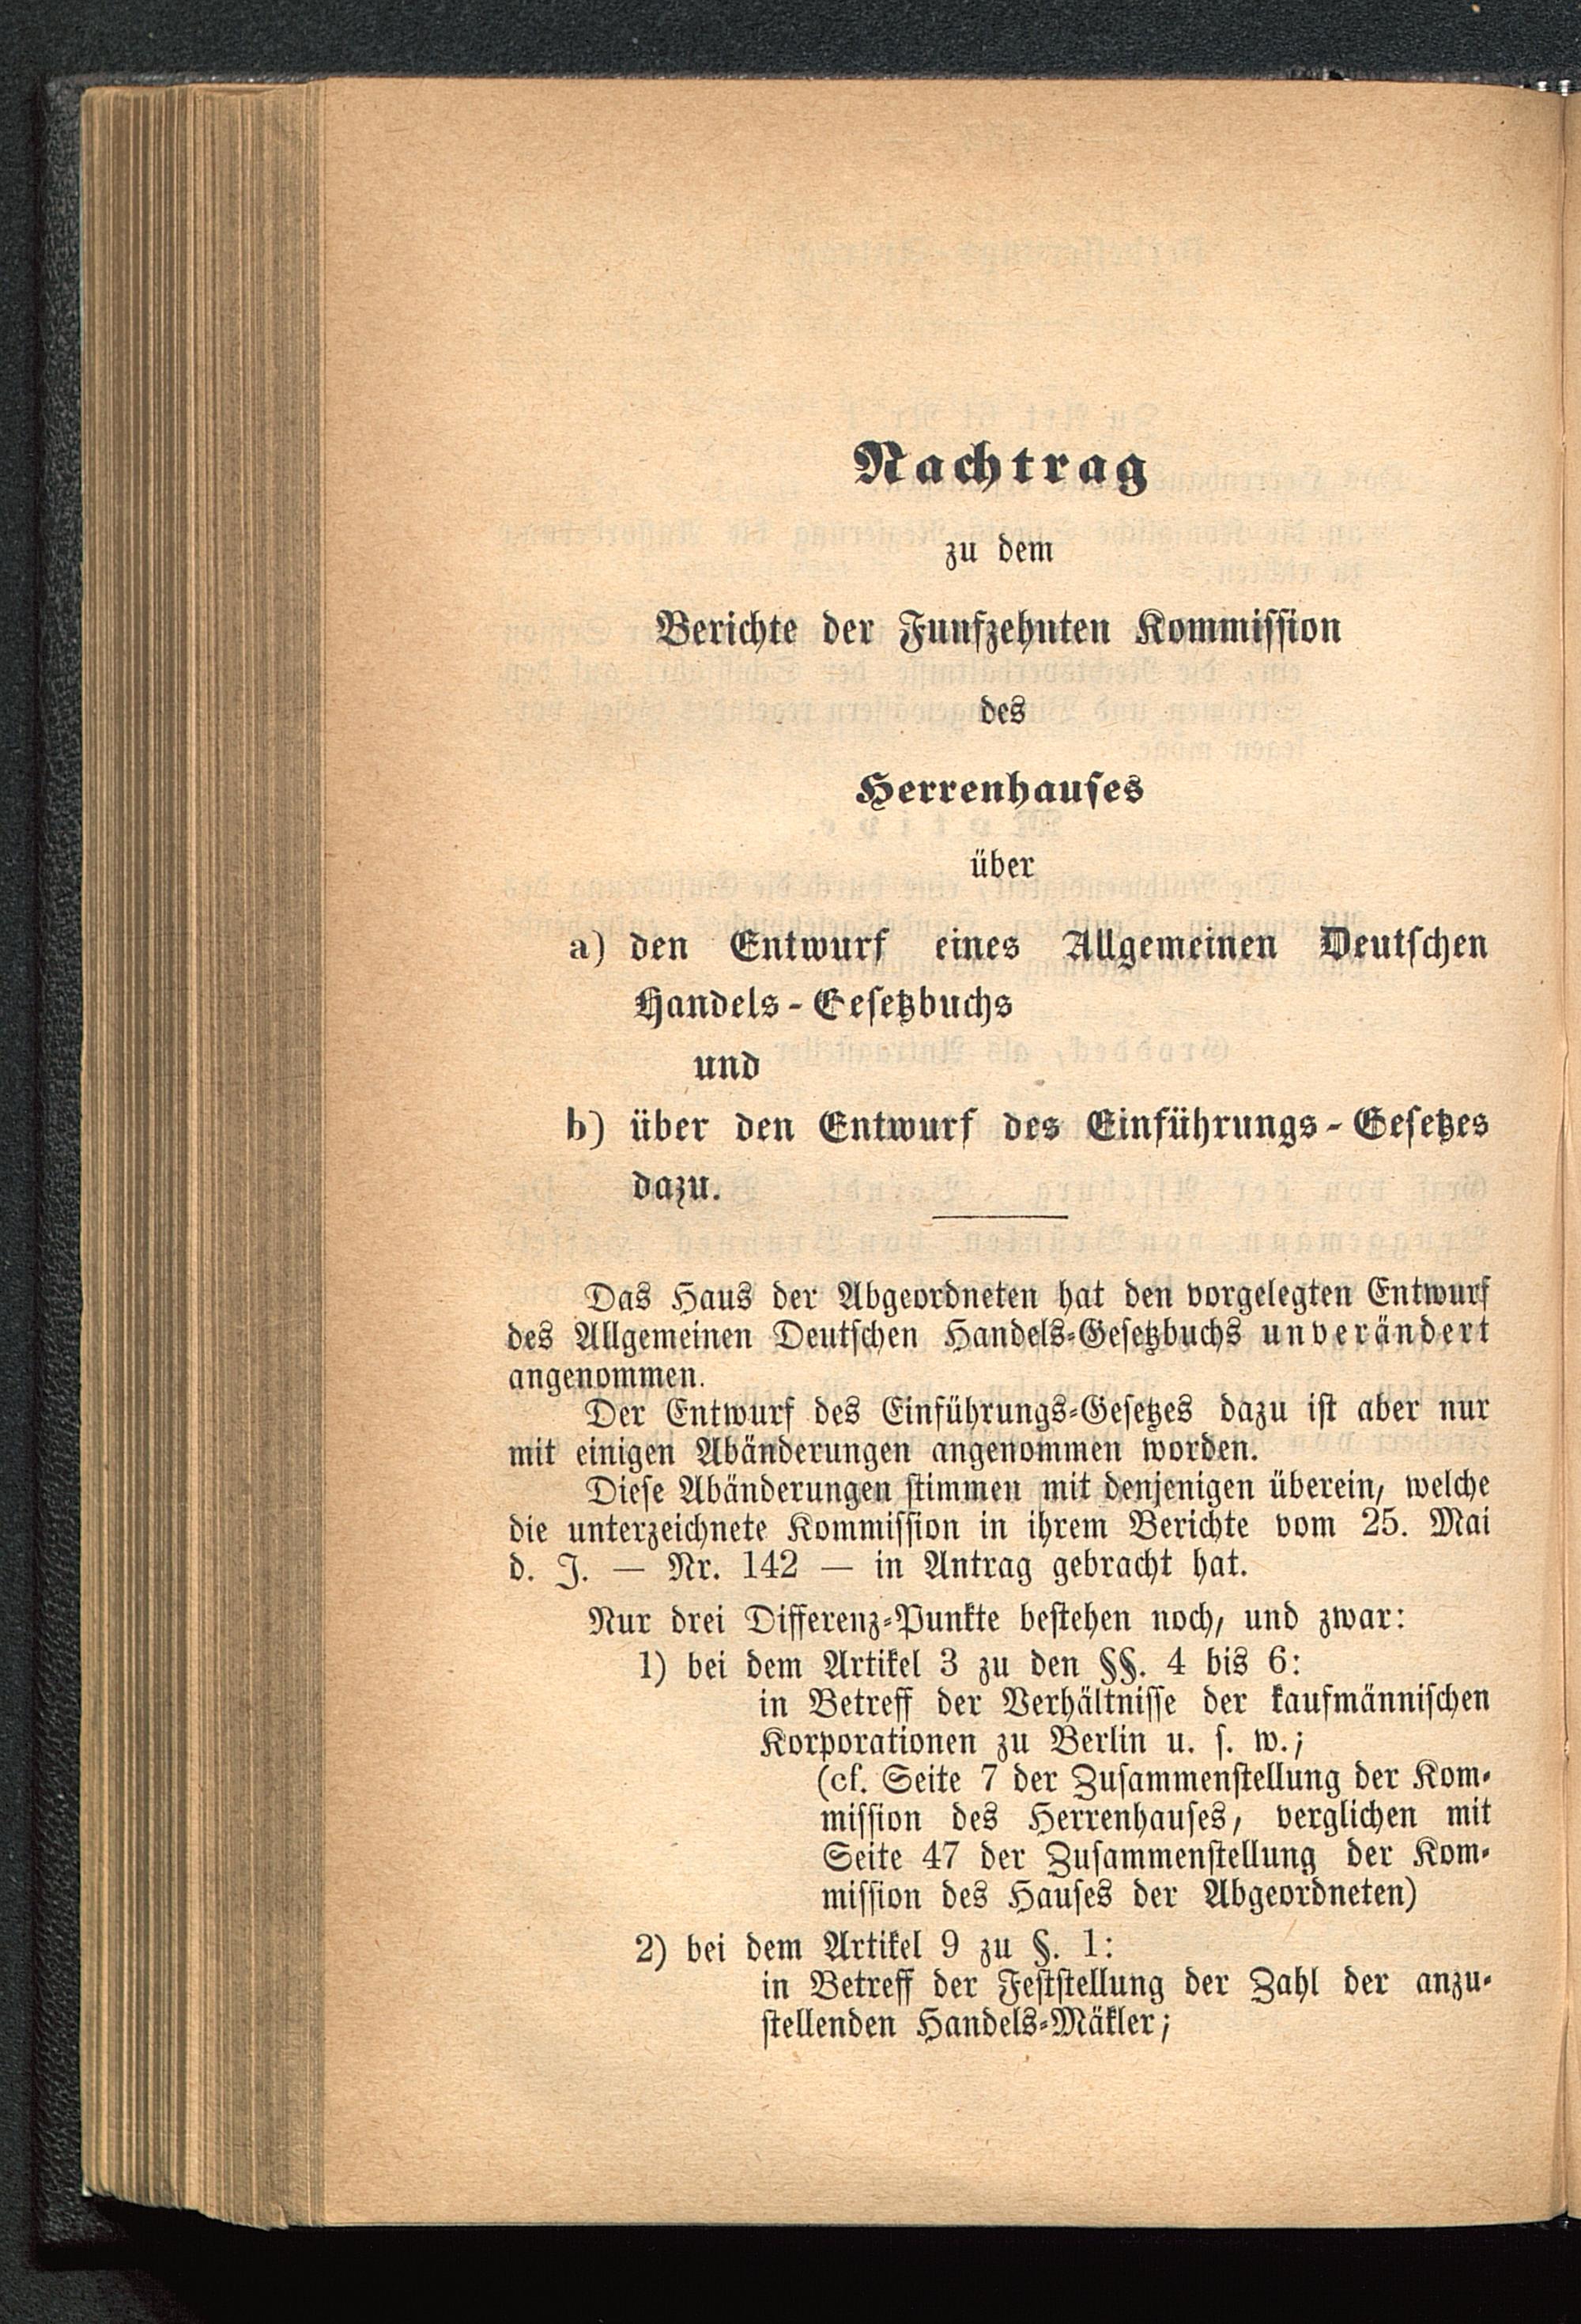 Nachtrag
zu dem
Berichte der Funfzehnten Kommission
des
Herrenhauses
über
a) den Entwurf eines Allgemeinen Deutschen
Handels-Gesetzbuchs
und
b) über den Entwurf des Einführungs-Gesetzes
dazu.
Das Haus der Abgeordneten hat den vorgelegten Entwurf
des Allgemeinen Deutschen Handels-Gesetzbuchs unverändert
angenommen.
Der Entwurf des Einführungs-Gesetzes dazu ist aber nur
mit einigen Abänderungen angenommen worden.
Diese Abänderungen stimmen mit denjenigen überein, welche
die unterzeichnete Kommission in ihrem Berichte vom 25. Mai
d. J. — Nr. 142 — in Antrag gebracht hat.
Nur drei Differenz-Punkte bestehen noch, und zwar:
1) bei dem Artikel 3 zu den §§. 4 bis 6:
in Betreff der Verhältnisse der kaufmännischen
Korporationen zu Berlin u. s. w.;
(cf. Seite 7 der Zusammenstellung der Kom-
mission des Herrenhauses, verglichen mit
Seite 47 der Zusammenstellung der Kom-
mission des Hauses der Abgeordneten)
2) bei dem Artikel 9 zu §. 1:
in Betreff der Feststellung der Zahl der anzu-
stellenden Handels-Mäkler;